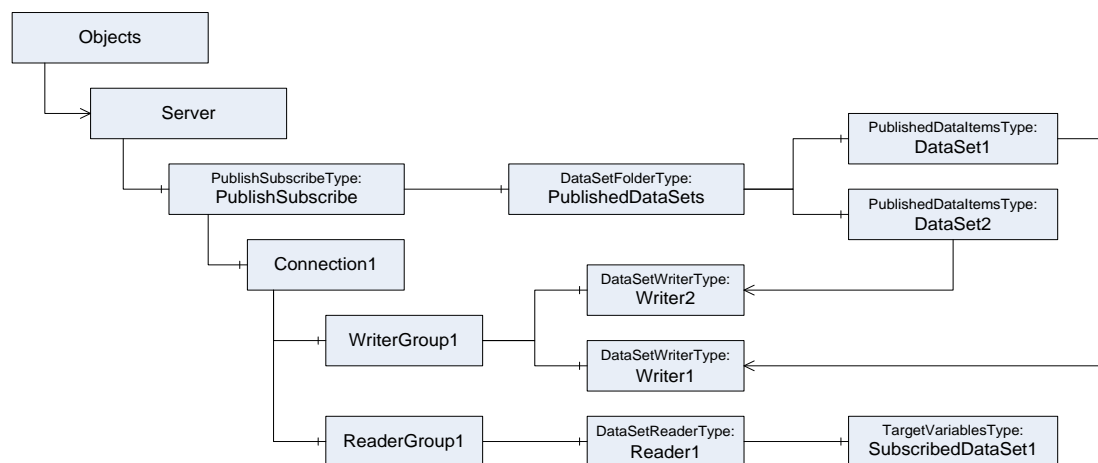 Objects
Server
PublishSubscribeType:
PublishSubscribe
DataSetFolderType:
PublishedDataSets
PublishedDataItemsType:
DataSet1
PublishedDataItemsType:
DataSet2
Connection1
DataSetWriterType:
Writer2
WriterGroup1
DataSetWriterType:
Writer1
ReaderGroup1
DataSetReaderType:
Reader1
TargetVariablesType:
SubscribedDataSet1